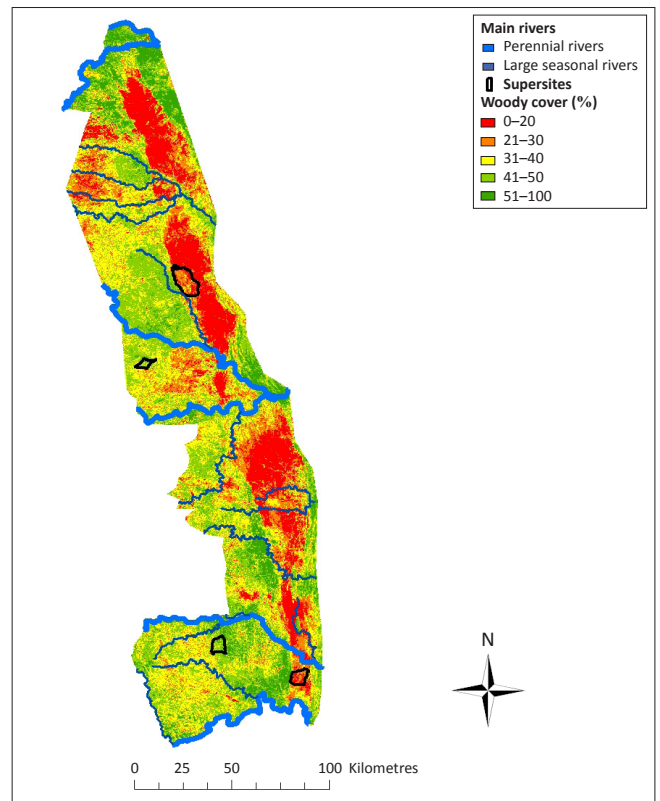 Main rivers
Perennial rivers
Large seasonal rivers
Supersites
Woody cover (%)
0–20
21–30
31–40
41–50
51–100
N
0 25 50 100 Kilometres